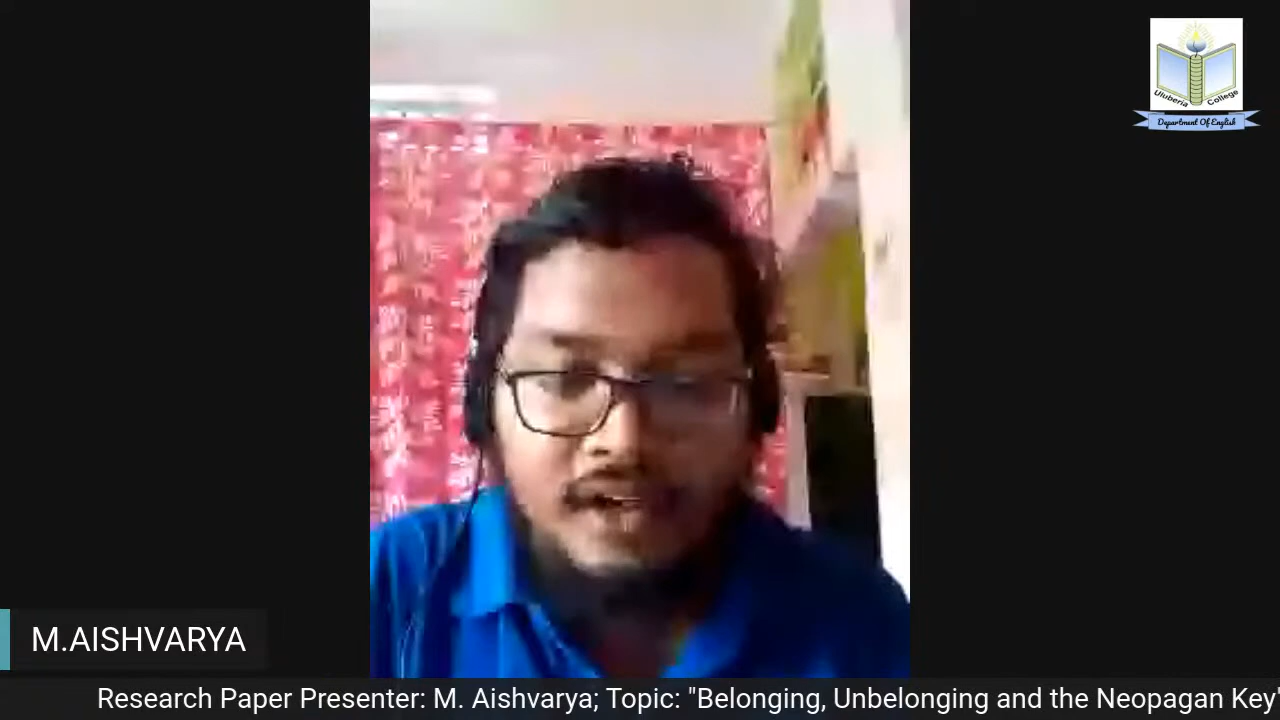 Uluberia College
Department Of English
M.AISHVARYA
Research Paper Presenter: M. Aishvarya; Topic: "Belonging, Unbelonging and the Neopagan Key"